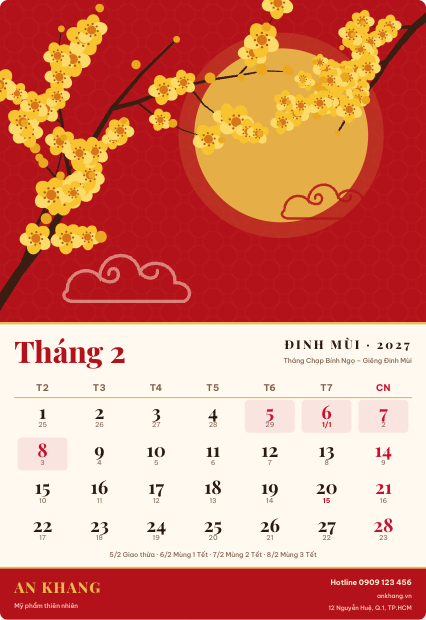 Tháng 2
ĐINH MÙI · 2027
Tháng Chạp Bính Ngọ – Giêng Đinh Mùi
T2 T3 T4 T5 T6 T7 CN
1 2 3 4 5 6 7
25 26 27 28 29 1/1 2
8 9 10 11 12 13 14
3 4 5 6 7 8 9
15 16 17 18 19 20 21
10 11 12 13 14 15 16
22 23 24 25 26 27 28
17 18 19 20 21 22 23
5/2 Giao thừa · 6/2 Mùng 1 Tết · 7/2 Mùng 2 Tết · 8/2 Mùng 3 Tết
AN KHANG
Mỹ phẩm thiên nhiên
Hotline 0909 123 456
ankhang.vn
12 Nguyễn Huệ, Q.1, TP.HCM